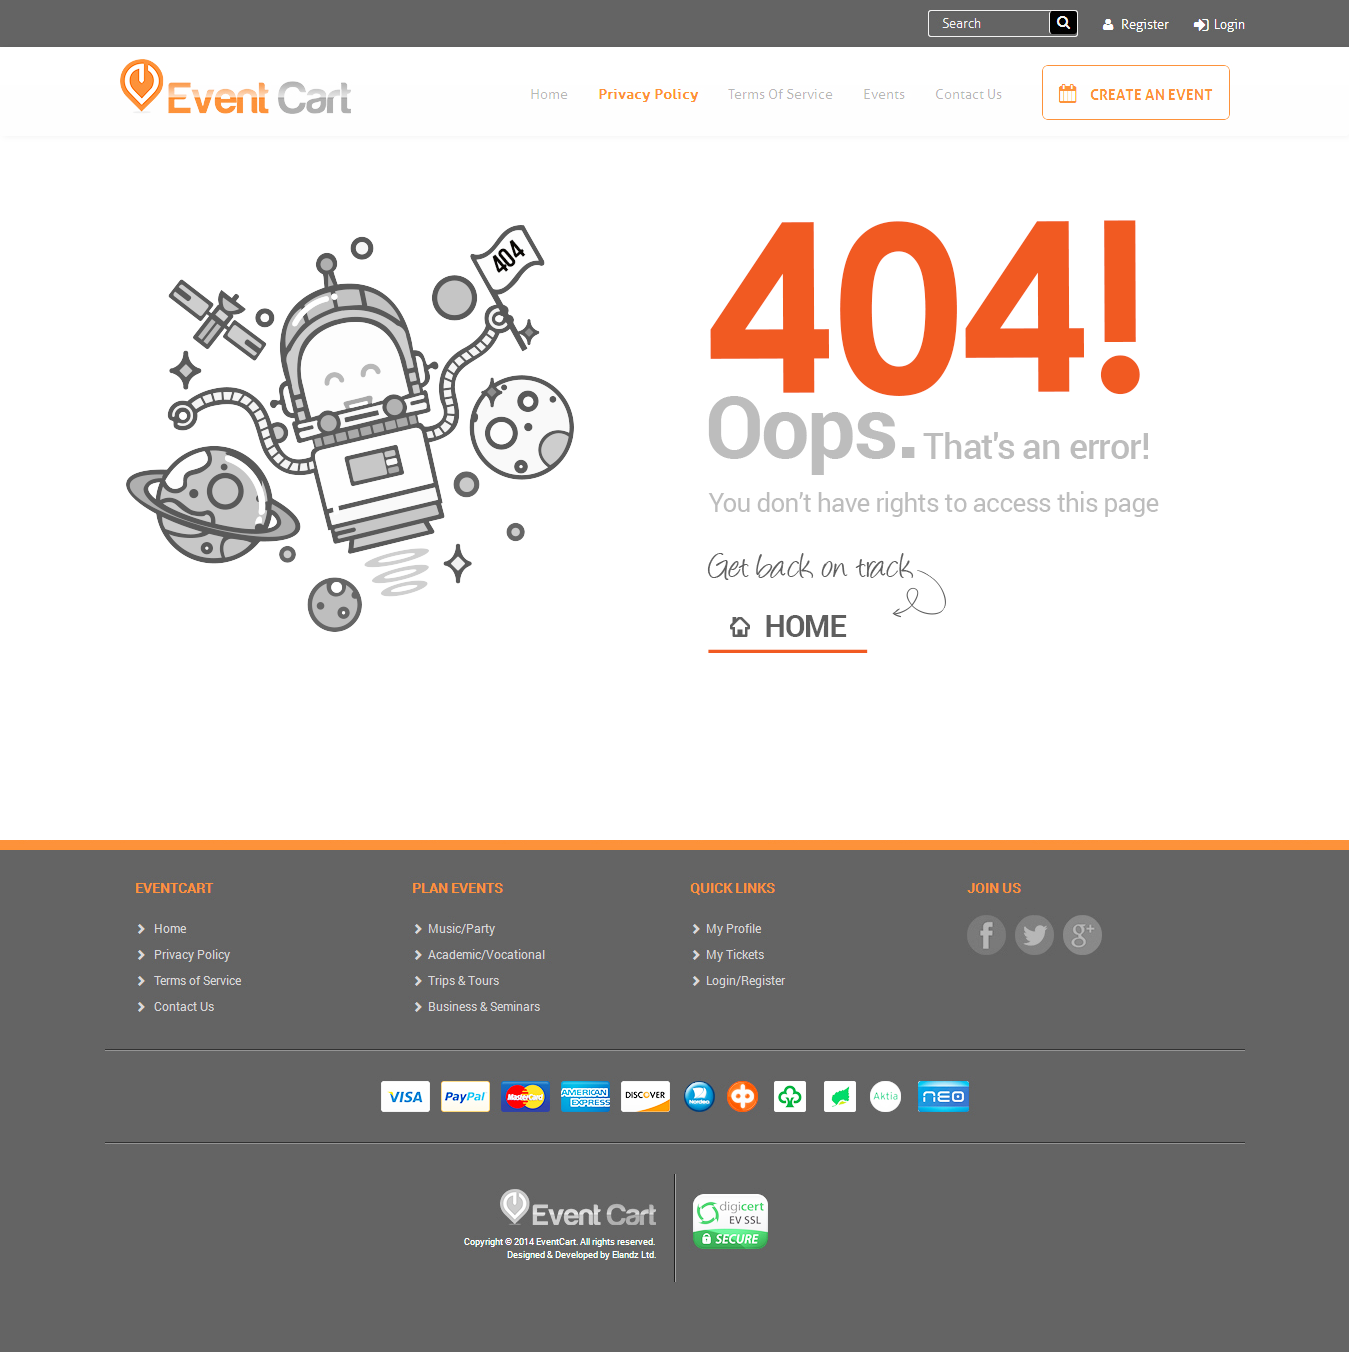 Search
Register
Login
Event Cart
Home
Privacy Policy
Terms Of Service
Events
Contact Us
CREATE AN EVENT
404
404!
Oops. That's an error!
You don’t have rights to access this page
Get back on track
HOME
EVENTCART
Home
Privacy Policy
Terms of Service
Contact Us
PLAN EVENTS
Music/Party
Academic/Vocational
Trips & Tours
Business & Seminars
QUICK LINKS
My Profile
My Tickets
Login/Register
JOIN US
f
g+
VISA
PayPal
MasterCard
AMERICAN EXPRESS
DISCOVER
Nordea
Aktia
neo
Event Cart
Copyright © 2014 EventCart. All rights reserved.
Designed & Developed by Elandz Ltd.
digicert
EV SSL
SECURE